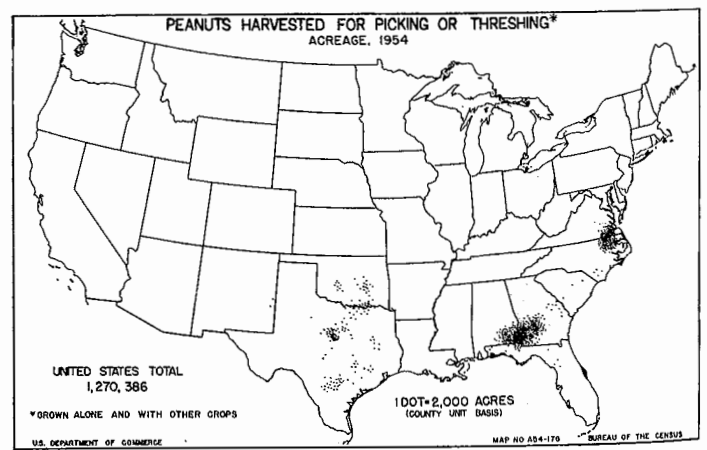 PEANUTS HARVESTED FOR PICKING OR THRESHING*
ACREAGE, 1954
UNITED STATES TOTAL
1,270,386
*GROWN ALONE AND WITH OTHER CROPS
1 DOT=2,000 ACRES
(COUNTY UNIT BASIS)
U.S. DEPARTMENT OF COMMERCE
MAP NO A54-176
BUREAU OF THE CENSUS